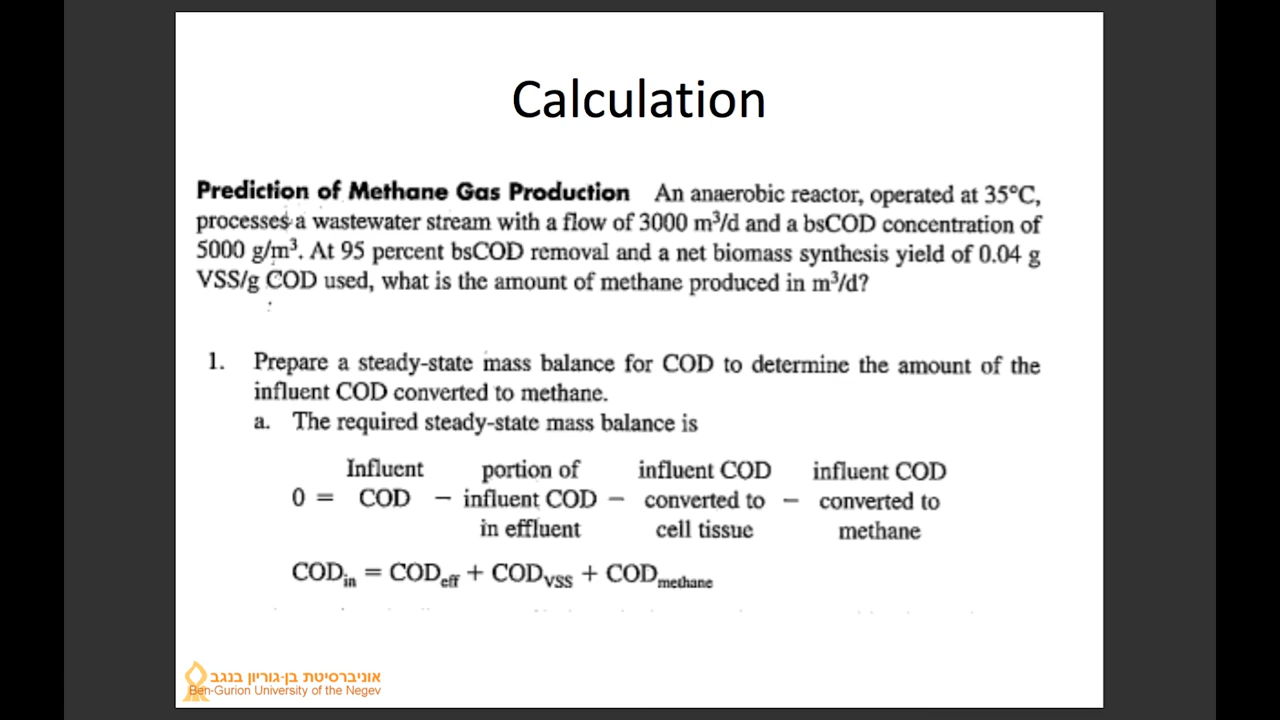 Calculation
Prediction of Methane Gas Production An anaerobic reactor, operated at 35°C,
processes a wastewater stream with a flow of 3000 m³/d and a bsCOD concentration of
5000 g/m³. At 95 percent bsCOD removal and a net biomass synthesis yield of 0.04 g
VSS/g COD used, what is the amount of methane produced in m³/d?
1. Prepare a steady-state mass balance for COD to determine the amount of the
influent COD converted to methane.
a. The required steady-state mass balance is
Influent portion of influent COD influent COD
0 = COD − influent COD − converted to − converted to
in effluent cell tissue methane
CODin = CODeff + CODVSS + CODmethane
אוניברסיטת בן-גוריון בנגב
Ben-Gurion University of the Negev